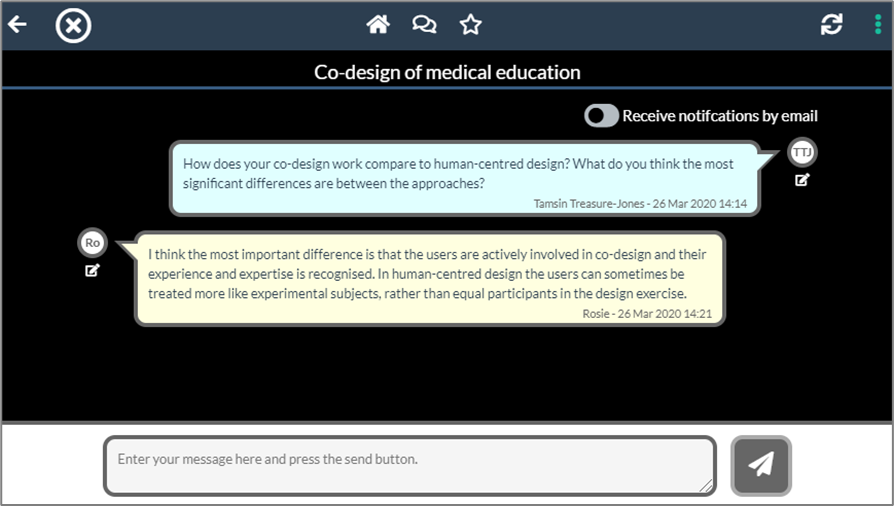 Co-design of medical education
Receive notifcations by email
How does your co-design work compare to human-centred design? What do you think the most
significant differences are between the approaches?
Tamsin Treasure-Jones - 26 Mar 2020 14:14
TTJ
Ro
I think the most important difference is that the users are actively involved in co-design and their
experience and expertise is recognised. In human-centred design the users can sometimes be
treated more like experimental subjects, rather than equal participants in the design exercise.
Rosie - 26 Mar 2020 14:21
Enter your message here and press the send button.